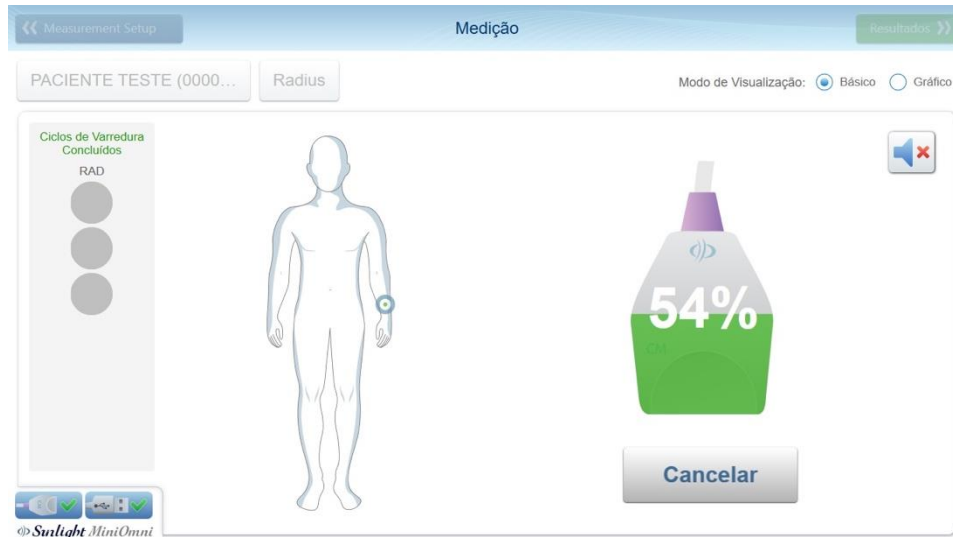 Measurement Setup
Medição
Resultados
PACIENTE TESTE (0000...
Radius
Modo de Visualização:
Básico
Gráfico
Ciclos de Varredura
Concluídos
RAD
54%
CM
Cancelar
Sunlight MiniOmni